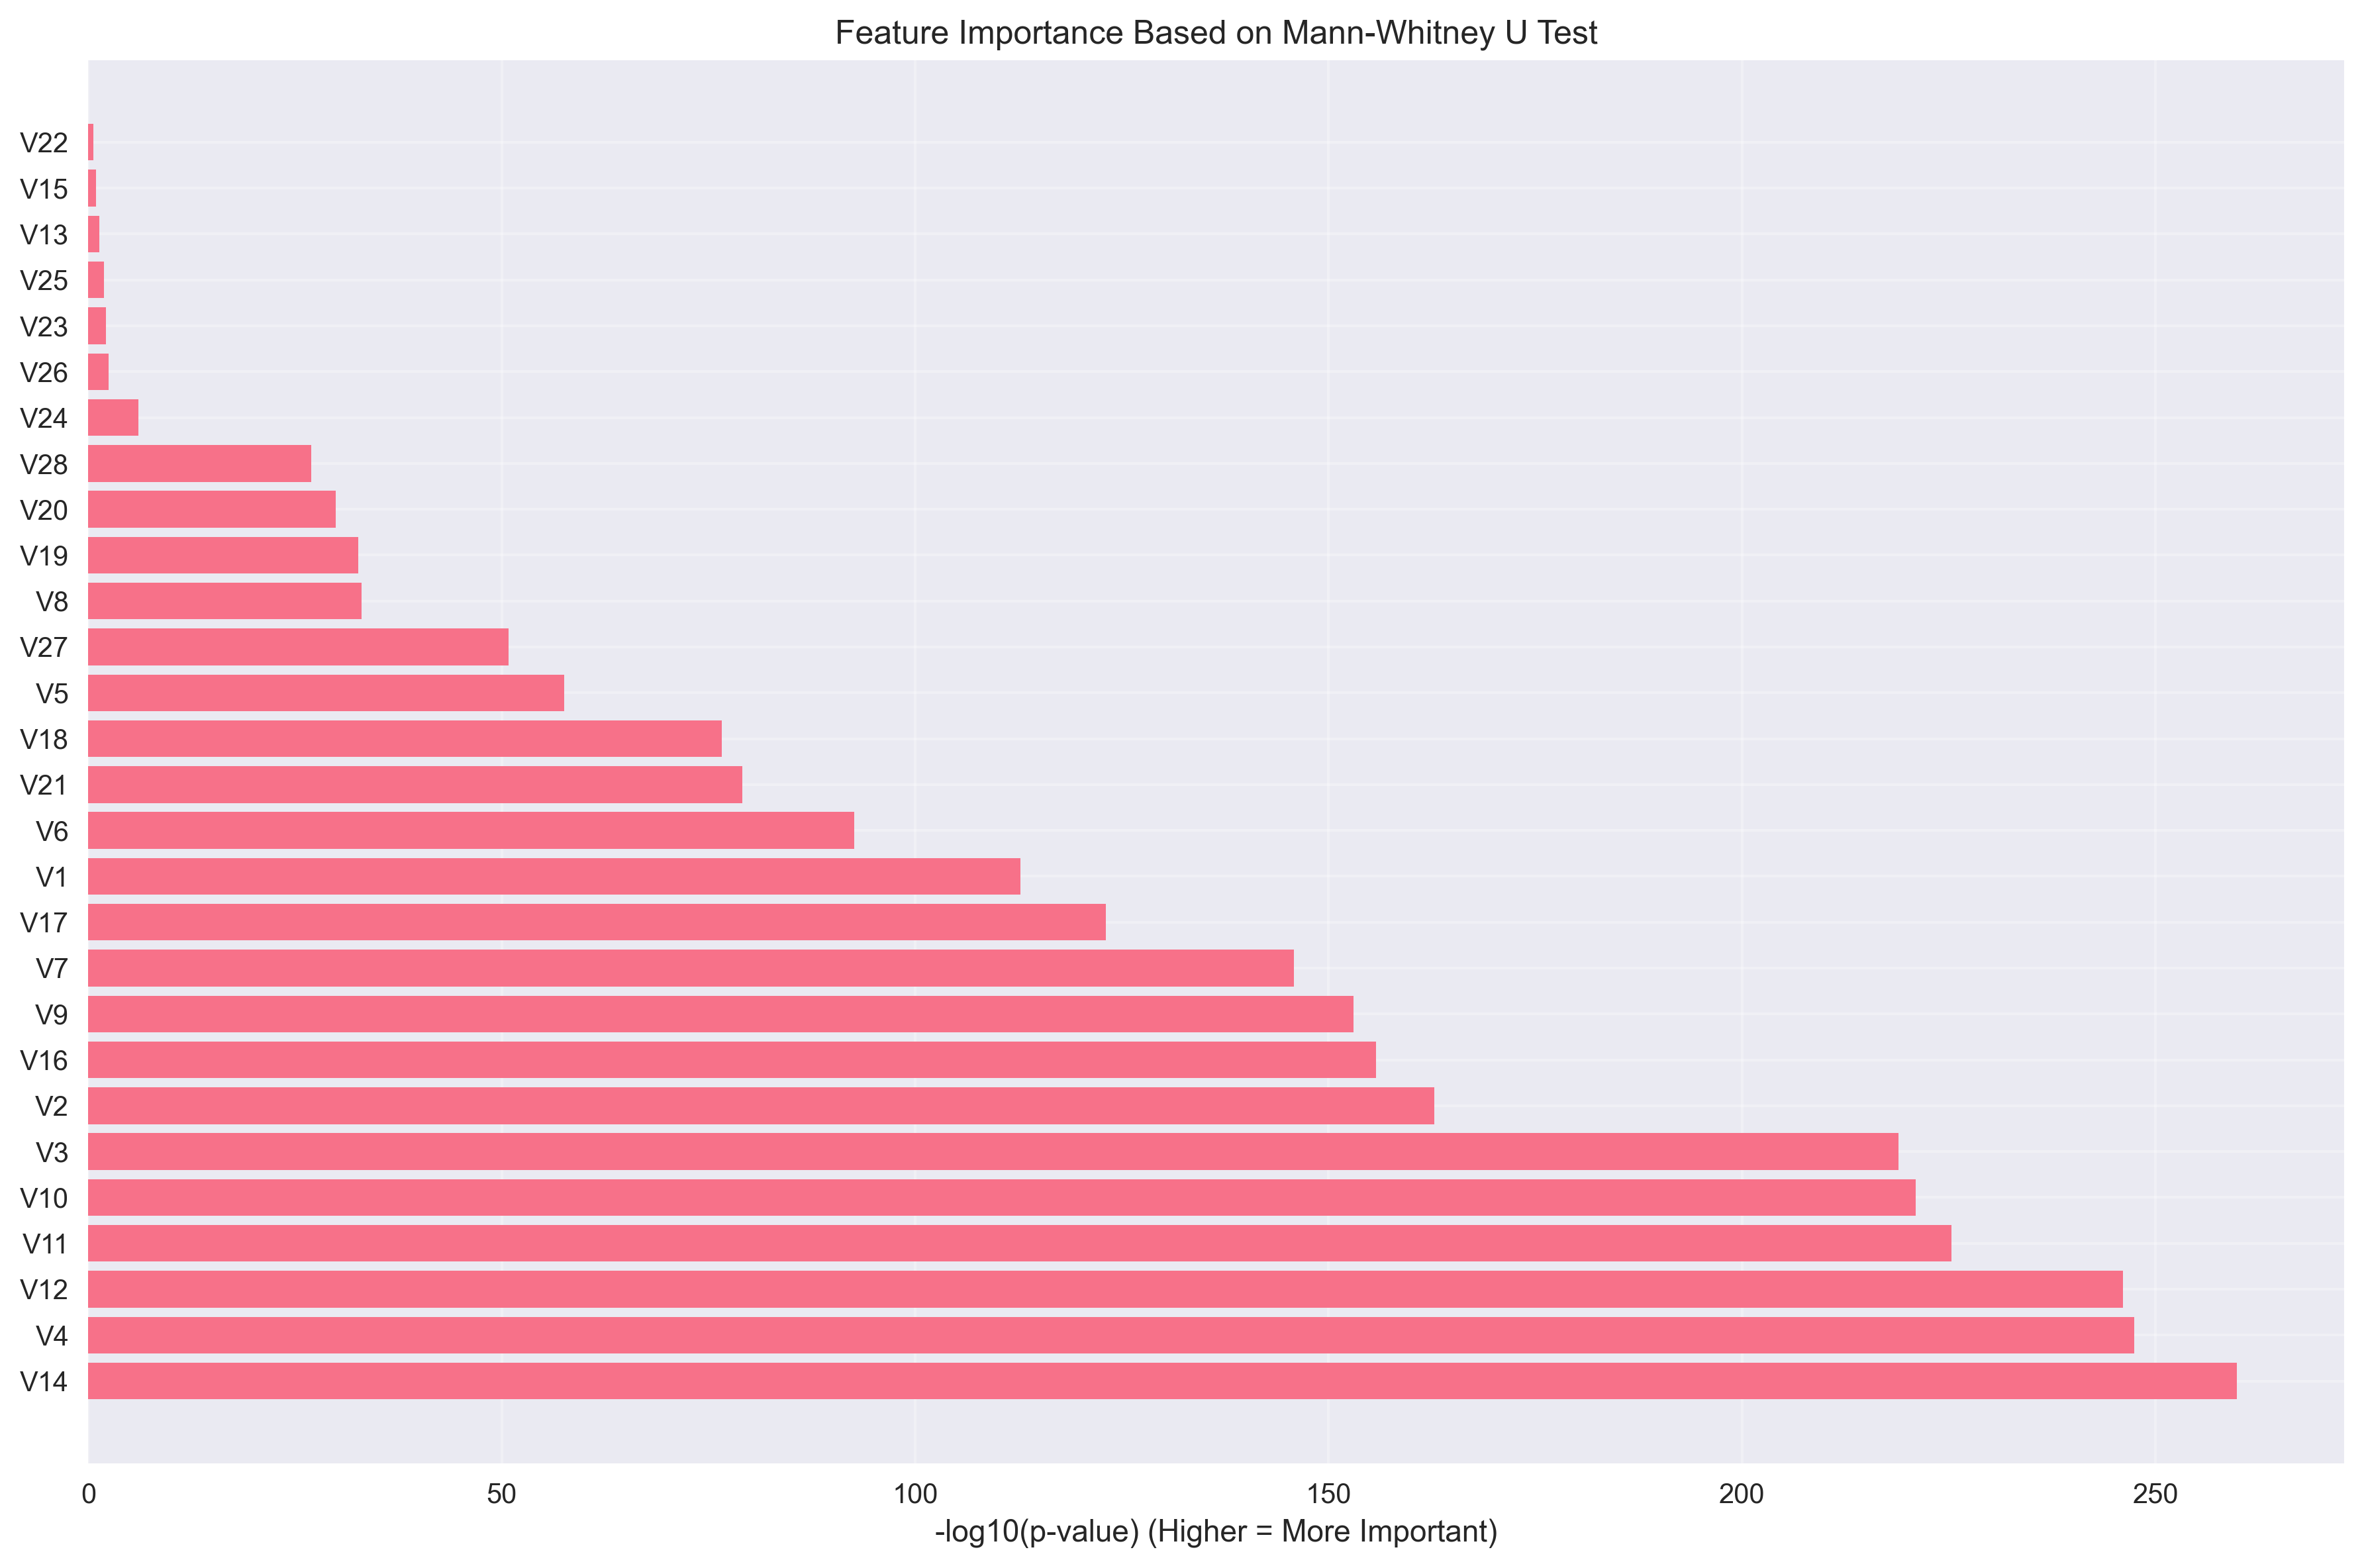 Feature Importance Based on Mann-Whitney U Test
V22
V15
V13
V25
V23
V26
V24
V28
V20
V19
V8
V27
V5
V18
V21
V6
V1
V17
V7
V9
V16
V2
V3
V10
V11
V12
V4
V14
0 50 100 150 200 250
-log10(p-value) (Higher = More Important)